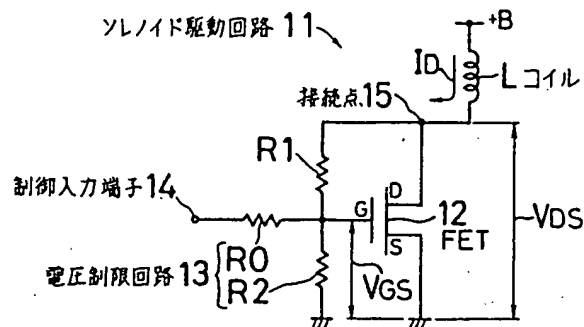 ソレノイド駆動回路 11
+B
ID
L コイル
接続点 15
R1
制御入力端子 14
G
D
S
12
FET
VDS
R0
電圧制限回路 13
R2
VGS